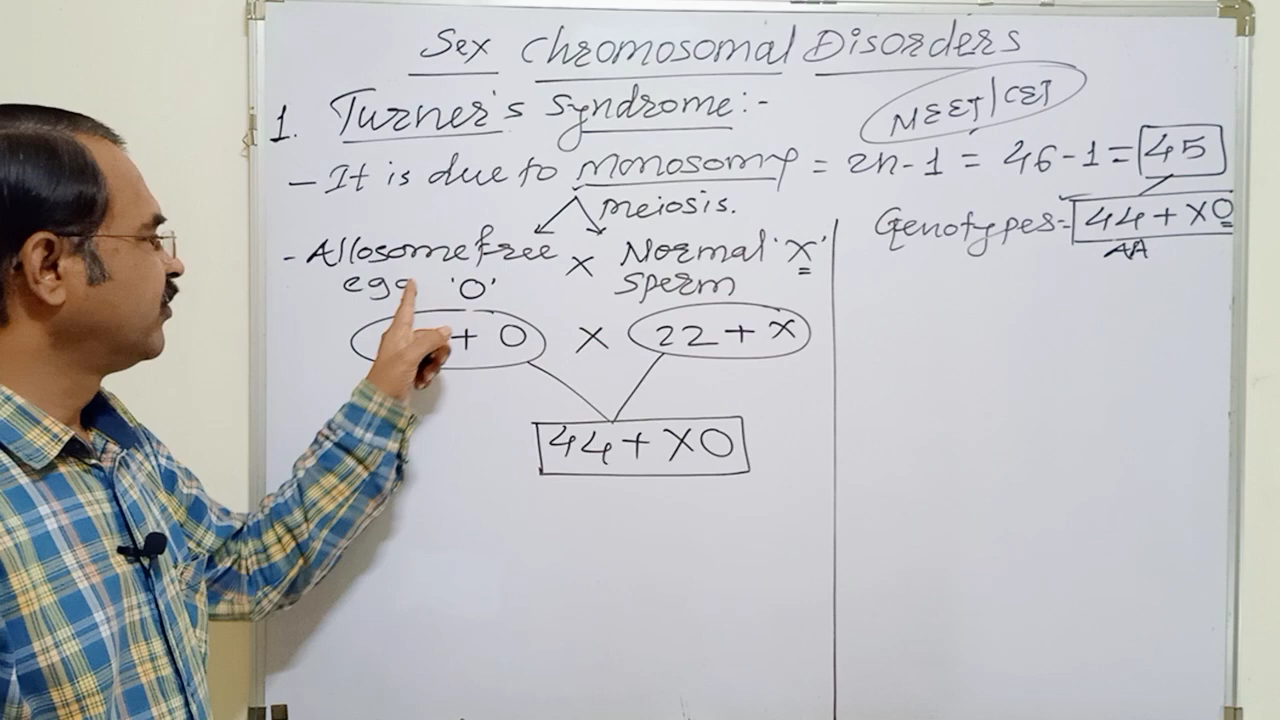 Sex Chromosomal Disorders
1. Turner's Syndrome:-
NEET/CET
- It is due to monosomy = 2n-1 = 46-1 = 45
meiosis.
Genotypes- 44+XO
AA
- Allosome free × Normal 'X'
egg 'O' sperm
+ O × 22 + X
44+XO